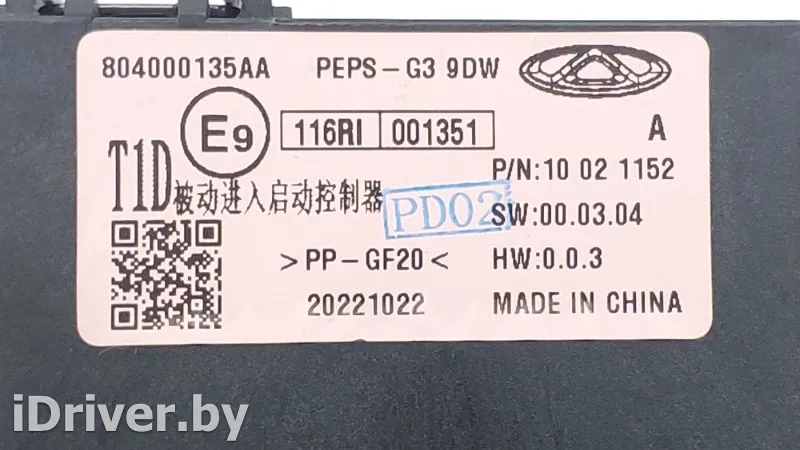 804000135AA PEPS-G3 9DW
E9 116RI 001351 A
T1D 被动进入启动控制器 PD02 P/N:10 02 1152
SW:00.03.04
>PP-GF20< HW:0.0.3
20221022 MADE IN CHINA
iDriver.by